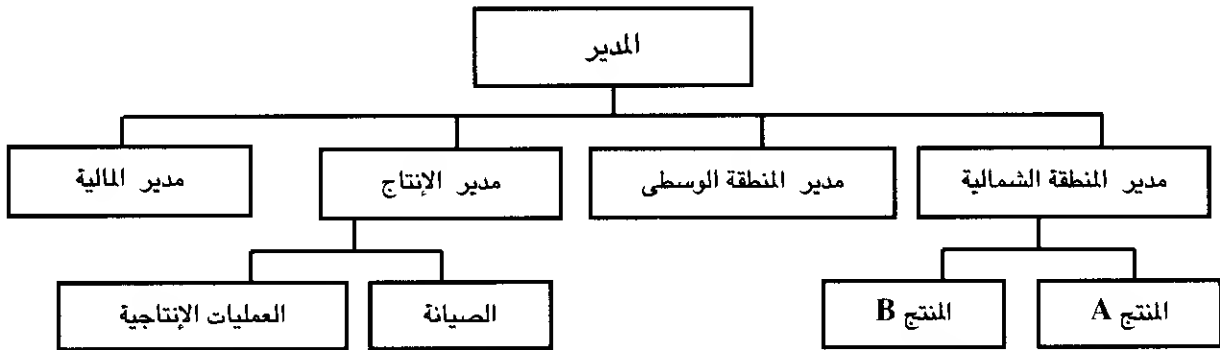 المدير
مدير المنطقة الشمالية
مدير المنطقة الوسطى
مدير الإنتاج
مدير المالية
المنتج A
المنتج B
الصيانة
العمليات الإنتاجية